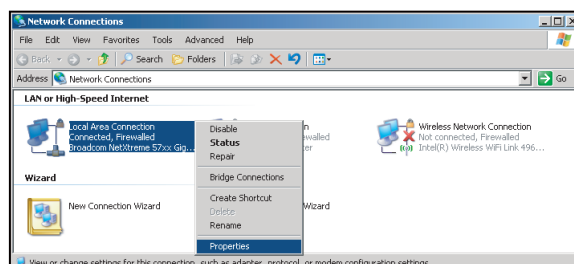 Network Connections
File Edit View Favorites Tools Advanced Help
Back Search Folders
Address Network Connections Go
LAN or High-Speed Internet
Local Area Connection
Connected, Firewalled
Broadcom NetXtreme 57xx Gig...
Disable
Status
Repair
Bridge Connections
Create Shortcut
Delete
Rename
Properties
Wireless Network Connection
Not connected, Firewalled
Intel(R) Wireless WiFi Link 496...
Wizard
New Connection Wizard
Wizard
View or change settings for this connection, such as adapter, protocol, or modem configuration settings.